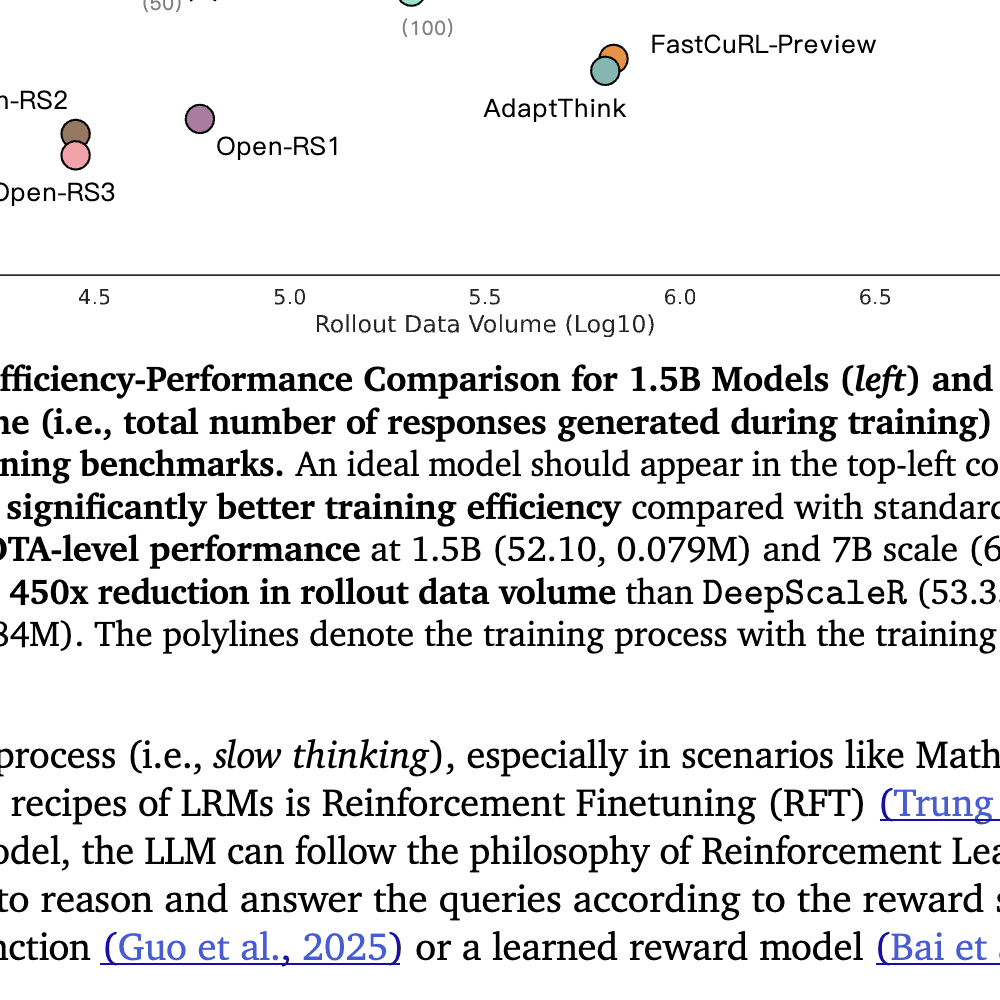 (50)
(100)
FastCuRL-Preview
AdaptThink
n-RS2
Open-RS1
Open-RS3
4.5 5.0 5.5 6.0 6.5
Rollout Data Volume (Log10)
fficiency-Performance Comparison for 1.5B Models (left) and
ne (i.e., total number of responses generated during training)
ning benchmarks. An ideal model should appear in the top-left co
significantly better training efficiency compared with standard
OTA-level performance at 1.5B (52.10, 0.079M) and 7B scale (6
450x reduction in rollout data volume than DeepScaleR (53.3
84M). The polylines denote the training process with the training
process (i.e., slow thinking), especially in scenarios like Math
recipes of LRMs is Reinforcement Finetuning (RFT) (Trung
odel, the LLM can follow the philosophy of Reinforcement Lea
to reason and answer the queries according to the reward s
nction (Guo et al., 2025) or a learned reward model (Bai et a